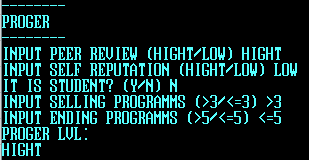 --------
PROGER
--------
INPUT PEER REVIEW (HIGHT/LOW) HIGHT
INPUT SELF REPUTATION (HIGHT/LOW) LOW
IT IS STUDENT? (Y/N) N
INPUT SELLING PROGRAMMS (>3/<=3) >3
INPUT ENDING PROGRAMMS (>5/<=5) <=5
PROGER LVL:
HIGHT